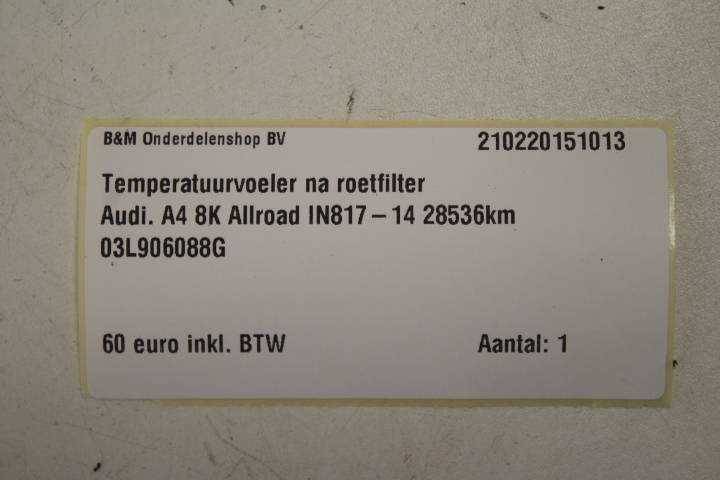 B&M Onderdelenshop BV 210220151013
Temperatuurvoeler na roetfilter
Audi. A4 8K Allroad IN817 – 14 28536km
03L906088G
60 euro inkl. BTW Aantal: 1